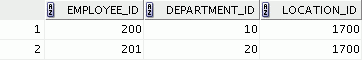 EMPLOYEE_ID DEPARTMENT_ID LOCATION_ID
1 200 10 1700
2 201 20 1700